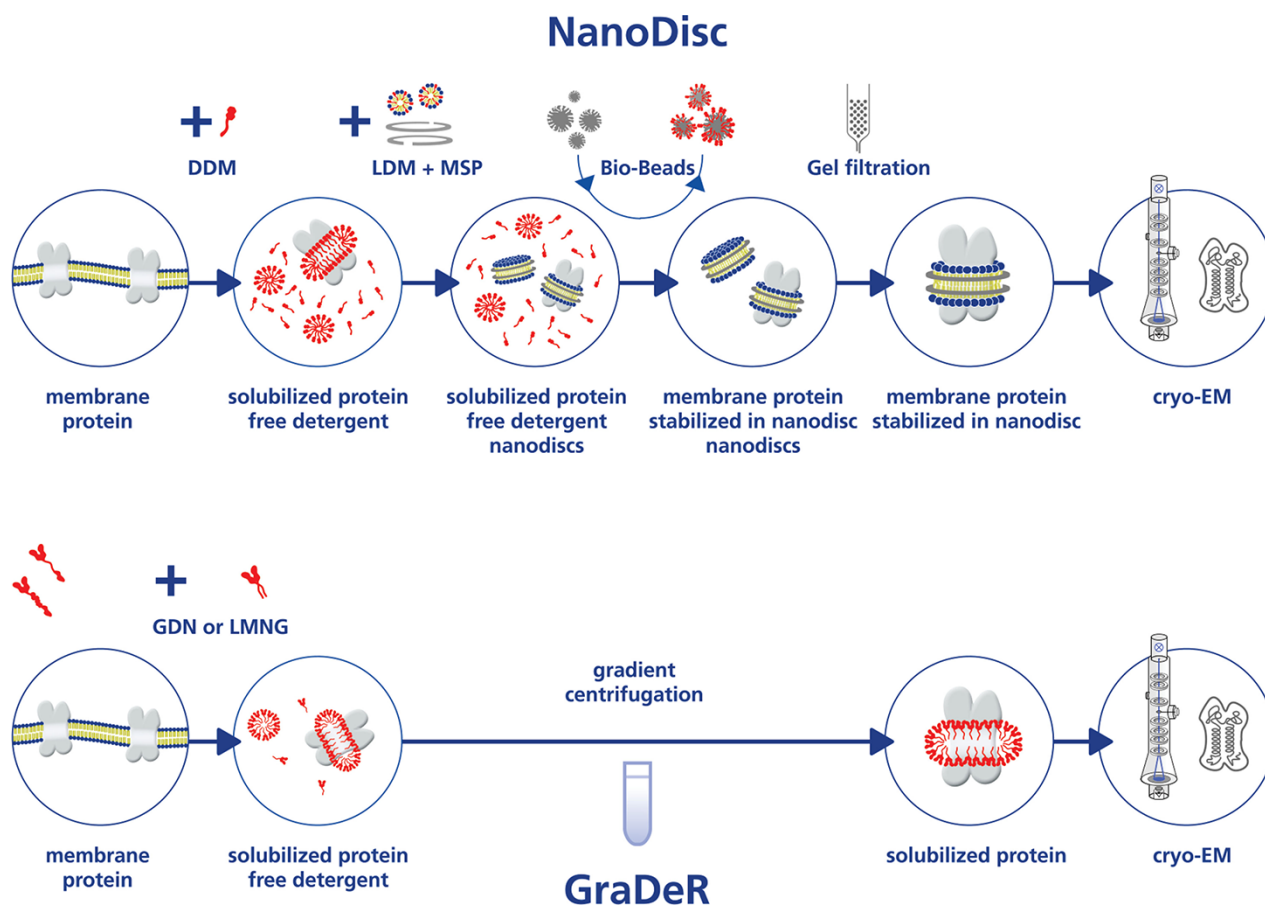 NanoDisc
DDM
LDM + MSP
Bio-Beads
Gel filtration
membrane
protein
solubilized protein
free detergent
solubilized protein
free detergent
nanodiscs
membrane protein
stabilized in nanodisc
nanodiscs
membrane protein
stabilized in nanodisc
cryo-EM
GDN or LMNG
gradient
centrifugation
membrane
protein
solubilized protein
free detergent
solubilized protein
cryo-EM
GraDeR